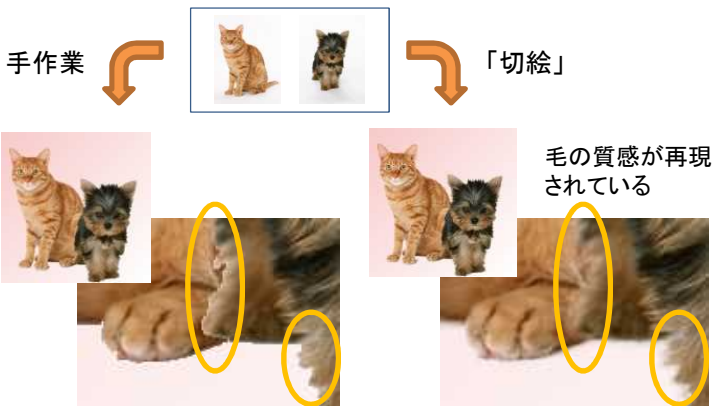 手作業
「切絵」
毛の質感が再現
されている